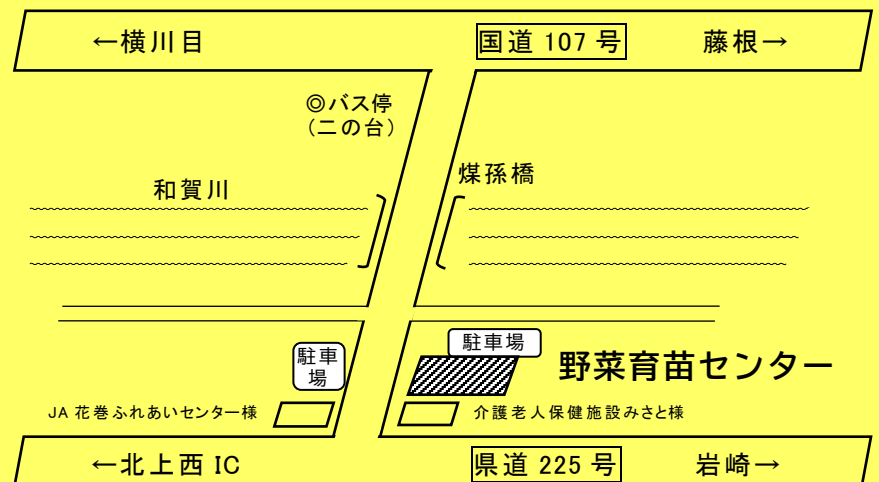 ←横川目 国道 107 号 藤根→
◎バス停
(二の台)
煤孫橋
和賀川
駐車場
駐車
場
野菜育苗センター
JA 花巻ふれあいセンター様
介護老人保健施設みさと様
←北上西 IC 県道 225 号 岩崎→